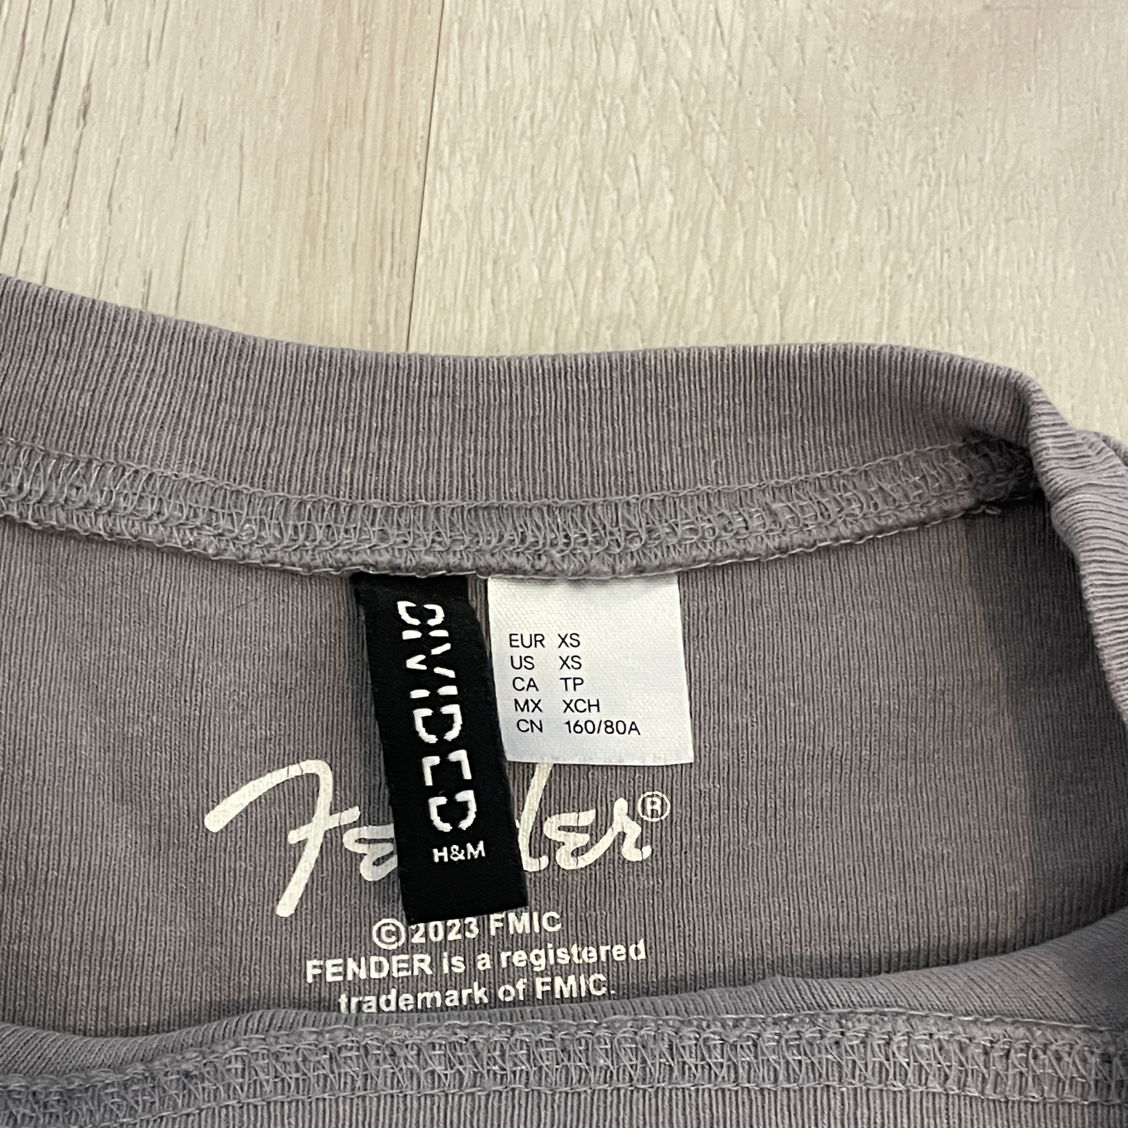 DIVIDED
H&M
EUR XS
US XS
CA TP
MX XCH
CN 160/80A
Fender®
©2023 FMIC
FENDER is a registered
trademark of FMIC.